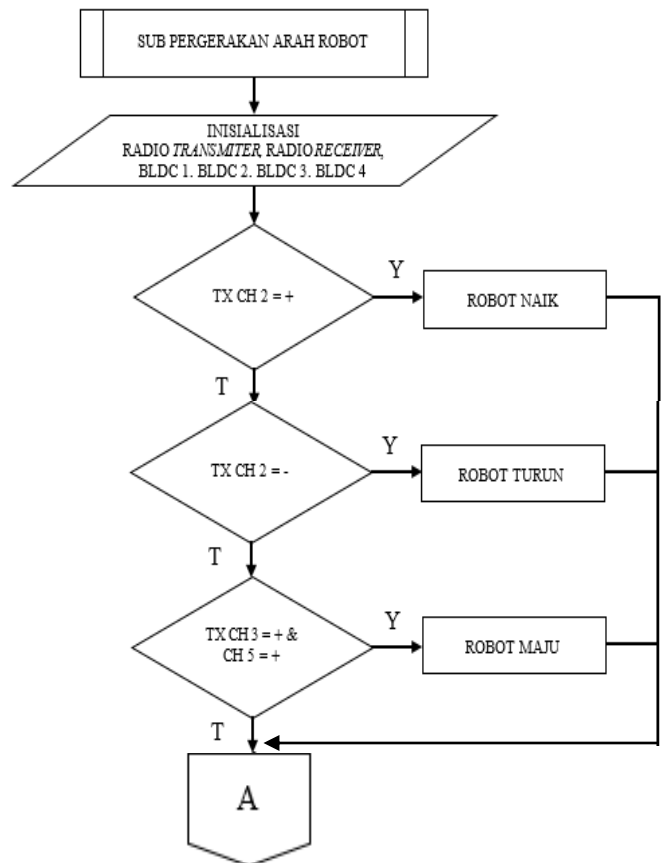 SUB PERGERAKAN ARAH ROBOT
INISIALISASI
RADIO TRANSMITER, RADIO RECEIVER,
BLDC 1. BLDC 2. BLDC 3. BLDC 4
TX CH 2 = +
Y
ROBOT NAIK
T
TX CH 2 = -
Y
ROBOT TURUN
T
TX CH 3 = + &
CH 5 = +
Y
ROBOT MAJU
T
A